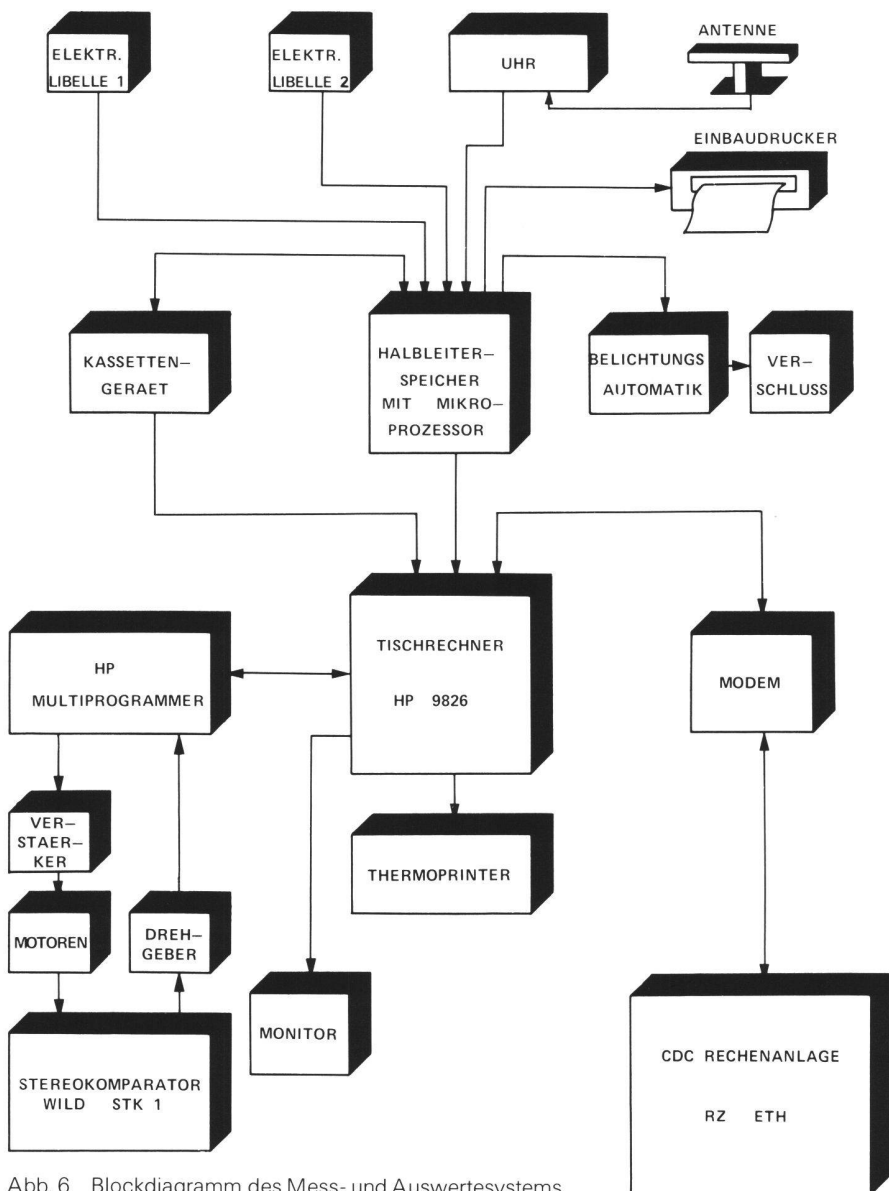 ELEKTR.
LIBELLE 1
ELEKTR.
LIBELLE 2
UHR
ANTENNE
EINBAUDRUCKER
KASSETTEN–
GERAET
HALBLEITER–
SPEICHER
MIT MIKRO–
PROZESSOR
BELICHTUNGS
AUTOMATIK
VER–
SCHLUSS
TISCHRECHNER
HP 9826
HP
MULTIPROGRAMMER
MODEM
VER–
STAER–
KER
THERMOPRINTER
MOTOREN
DREH–
GEBER
MONITOR
STEREOKOMPARATOR
WILD STK 1
CDC RECHENANLAGE
RZ ETH
Abb. 6 Blockdiagramm des Mess- und Auswertesystems